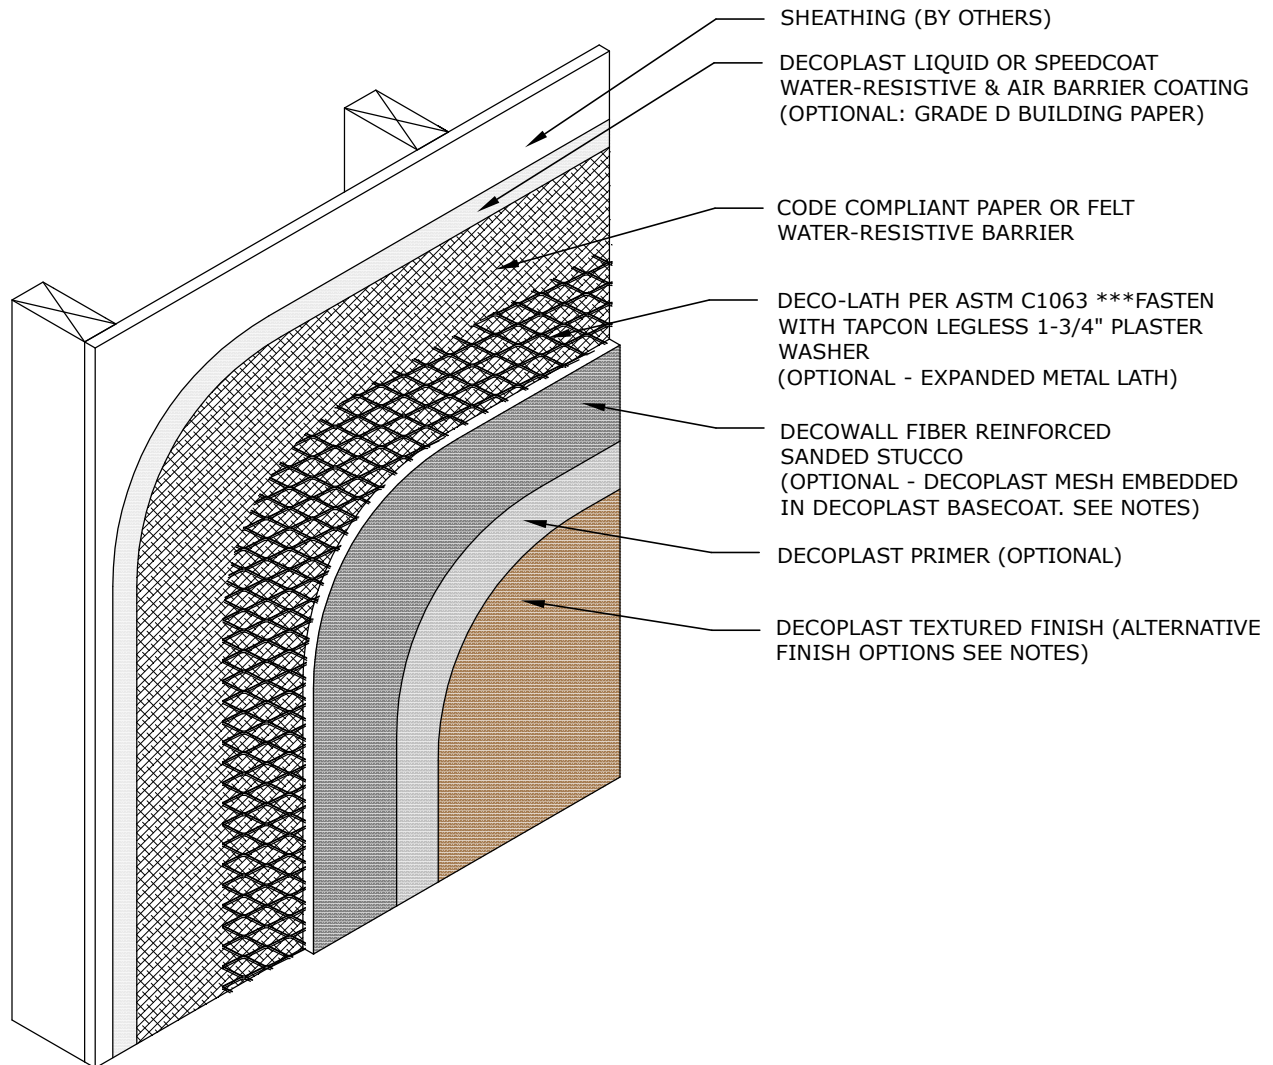 SHEATHING (BY OTHERS)
DECOPLAST LIQUID OR SPEEDCOAT
WATER-RESISTIVE & AIR BARRIER COATING
(OPTIONAL: GRADE D BUILDING PAPER)
CODE COMPLIANT PAPER OR FELT
WATER-RESISTIVE BARRIER
DECO-LATH PER ASTM C1063 ***FASTEN
WITH TAPCON LEGLESS 1-3/4" PLASTER
WASHER
(OPTIONAL - EXPANDED METAL LATH)
DECOWALL FIBER REINFORCED
SANDED STUCCO
(OPTIONAL - DECOPLAST MESH EMBEDDED
IN DECOPLAST BASECOAT. SEE NOTES)
DECOPLAST PRIMER (OPTIONAL)
DECOPLAST TEXTURED FINISH (ALTERNATIVE
FINISH OPTIONS SEE NOTES)